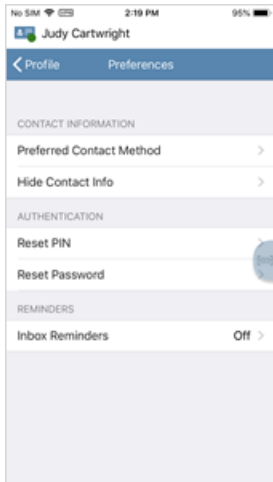 No SIM 2:19 PM 95%
Judy Cartwright
Profile Preferences
CONTACT INFORMATION
Preferred Contact Method
Hide Contact Info
AUTHENTICATION
Reset PIN
Reset Password
REMINDERS
Inbox Reminders Off